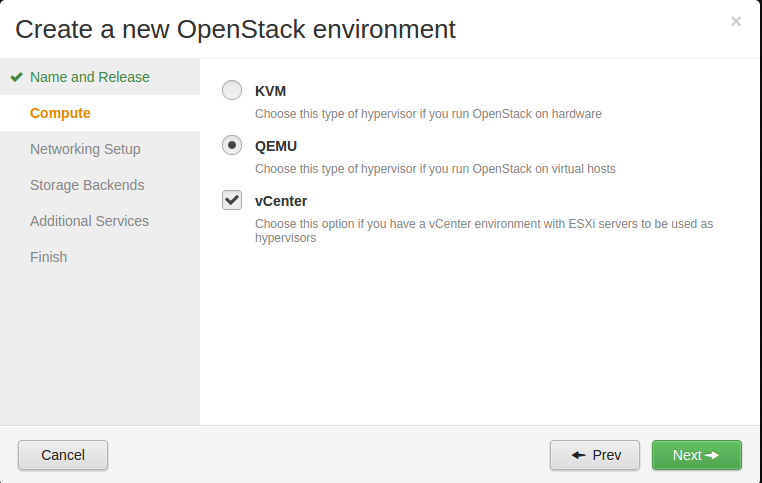 Create a new OpenStack environment
×
Name and Release
Compute
Networking Setup
Storage Backends
Additional Services
Finish
KVM
Choose this type of hypervisor if you run OpenStack on hardware
QEMU
Choose this type of hypervisor if you run OpenStack on virtual hosts
vCenter
Choose this option if you have a vCenter environment with ESXi servers to be used as
hypervisors
Cancel
Prev
Next